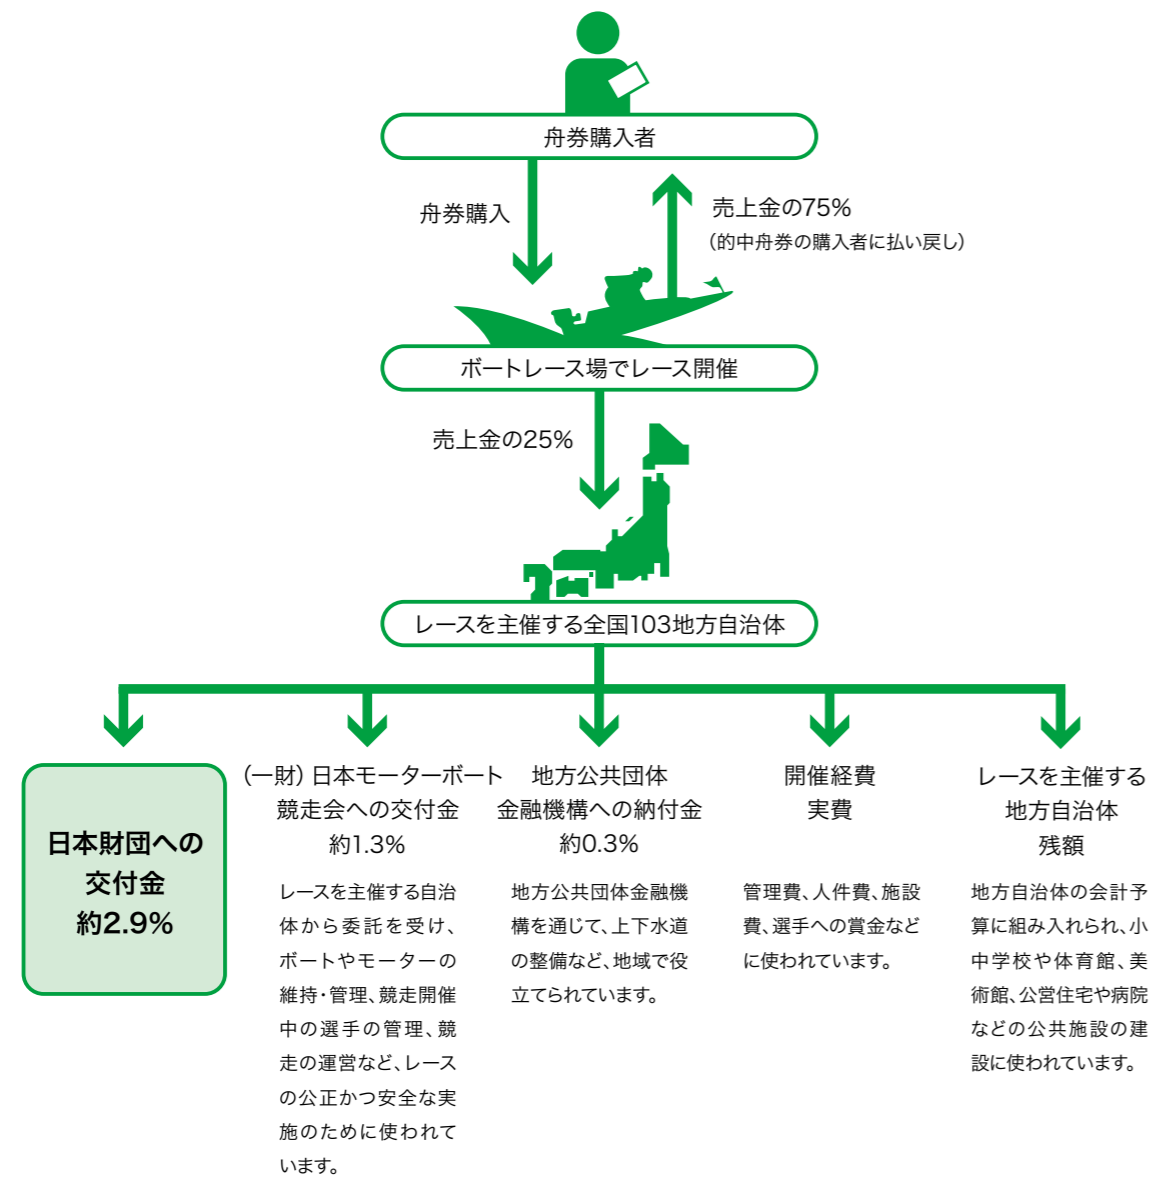 舟券購入者
舟券購入
売上金の75%
（的中舟券の購入者に払い戻し）
ボートレース場でレース開催
売上金の25%
レースを主催する全国103地方自治体
日本財団への
交付金
約2.9%
（一財）日本モーターボート
競走会への交付金
約1.3%
レースを主催する自治
体から委託を受け、
ボートやモーターの
維持・管理、競走開催
中の選手の管理、競
走の運営など、レース
の公正かつ安全な実
施のために使われて
います。
地方公共団体
金融機構への納付金
約0.3%
地方公共団体金融機
構を通じて、上下水道
の整備など、地域で役
立てられています。
開催経費
実費
管理費、人件費、施設
費、選手への賞金など
に使われています。
レースを主催する
地方自治体
残額
地方自治体の会計予
算に組み入れられ、小
中学校や体育館、美
術館、公営住宅や病院
などの公共施設の建
設に使われています。